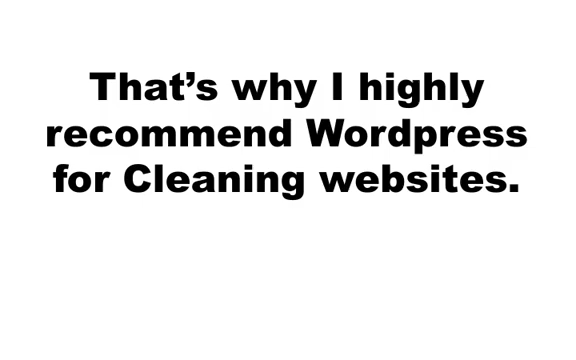 That’s why I highly
recommend Wordpress
for Cleaning websites.